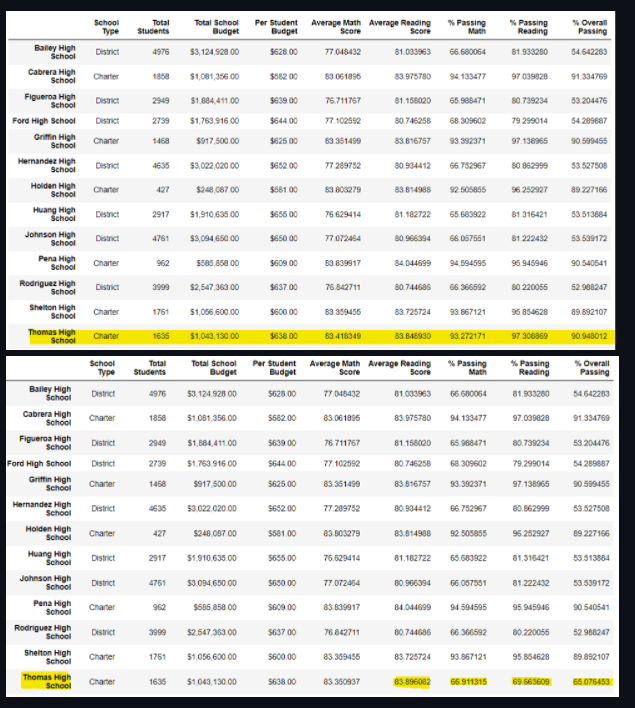 School Type Total Students Total School Budget Per Student Budget Average Math Score Average Reading Score % Passing Math % Passing Reading % Overall Passing
Bailey High School District 4976 $3,124,928.00 $628.00 77.048432 81.033963 66.680064 81.933280 54.642283
Cabrera High School Charter 1858 $1,081,356.00 $582.00 83.061895 83.975780 94.133477 97.039828 91.334769
Figueroa High School District 2949 $1,884,411.00 $639.00 76.711767 81.158020 65.988471 80.739234 53.204476
Ford High School District 2739 $1,763,916.00 $644.00 77.102592 80.746258 68.309602 79.299014 54.289887
Griffin High School Charter 1468 $917,500.00 $625.00 83.351499 83.816757 93.392371 97.138965 90.599455
Hernandez High School District 4635 $3,022,020.00 $652.00 77.289752 80.934412 66.752967 80.862999 53.527508
Holden High School Charter 427 $248,087.00 $581.00 83.803279 83.814988 92.505855 96.252927 89.227166
Huang High School District 2917 $1,910,635.00 $655.00 76.629414 81.182722 65.683922 81.316421 53.513884
Johnson High School District 4761 $3,094,650.00 $650.00 77.072464 80.966394 66.057551 81.222432 53.539172
Pena High School Charter 962 $585,858.00 $609.00 83.839917 84.044699 94.594595 95.945946 90.540541
Rodriguez High School District 3999 $2,547,363.00 $637.00 76.842711 80.744686 66.366592 80.220055 52.988247
Shelton High School Charter 1761 $1,056,600.00 $600.00 83.359455 83.725724 93.867121 95.854628 89.892107
Thomas High School Charter 1635 $1,043,130.00 $638.00 83.418349 83.848930 93.272171 97.308869 90.948012
School Type Total Students Total School Budget Per Student Budget Average Math Score Average Reading Score % Passing Math % Passing Reading % Overall Passing
Bailey High School District 4976 $3,124,928.00 $628.00 77.048432 81.033963 66.680064 81.933280 54.642283
Cabrera High School Charter 1858 $1,081,356.00 $582.00 83.061895 83.975780 94.133477 97.039828 91.334769
Figueroa High School District 2949 $1,884,411.00 $639.00 76.711767 81.158020 65.988471 80.739234 53.204476
Ford High School District 2739 $1,763,916.00 $644.00 77.102592 80.746258 68.309602 79.299014 54.289887
Griffin High School Charter 1468 $917,500.00 $625.00 83.351499 83.816757 93.392371 97.138965 90.599455
Hernandez High School District 4635 $3,022,020.00 $652.00 77.289752 80.934412 66.752967 80.862999 53.527508
Holden High School Charter 427 $248,087.00 $581.00 83.803279 83.814988 92.505855 96.252927 89.227166
Huang High School District 2917 $1,910,635.00 $655.00 76.629414 81.182722 65.683922 81.316421 53.513884
Johnson High School District 4761 $3,094,650.00 $650.00 77.072464 80.966394 66.057551 81.222432 53.539172
Pena High School Charter 962 $585,858.00 $609.00 83.839917 84.044699 94.594595 95.945946 90.540541
Rodriguez High School District 3999 $2,547,363.00 $637.00 76.842711 80.744686 66.366592 80.220055 52.988247
Shelton High School Charter 1761 $1,056,600.00 $600.00 83.359455 83.725724 93.867121 95.854628 89.892107
Thomas High School Charter 1635 $1,043,130.00 $638.00 83.350937 83.896082 66.911315 69.663609 65.076453